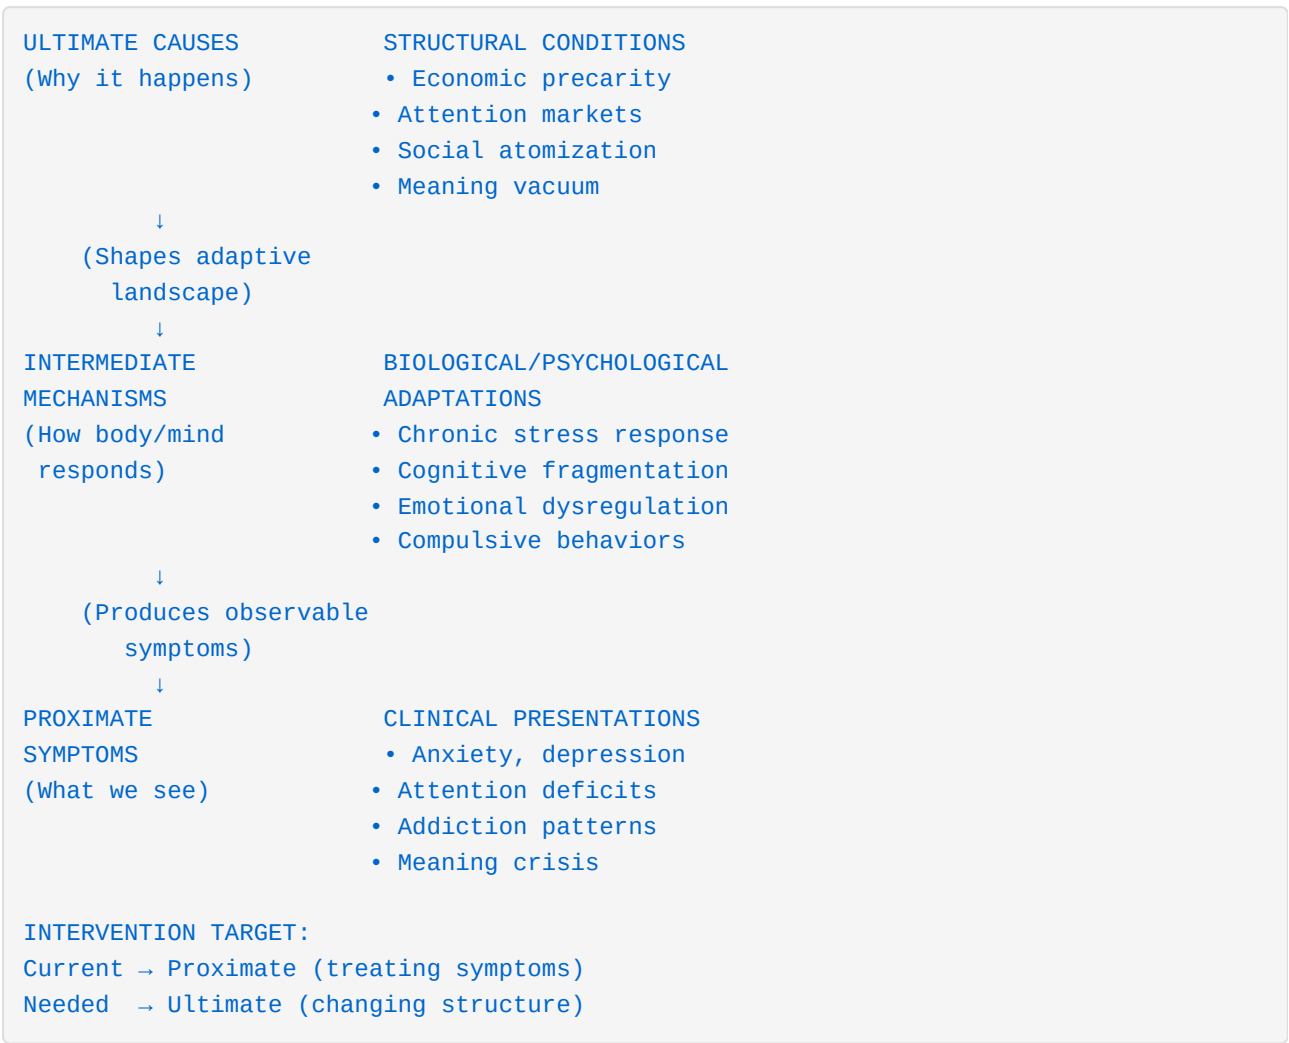 ULTIMATE CAUSES          STRUCTURAL CONDITIONS
(Why it happens)         • Economic precarity
                        • Attention markets
                        • Social atomization
                        • Meaning vacuum
         ↓
    (Shapes adaptive
      landscape)
         ↓
INTERMEDIATE             BIOLOGICAL/PSYCHOLOGICAL
MECHANISMS               ADAPTATIONS
(How body/mind          • Chronic stress response
 responds)              • Cognitive fragmentation
                        • Emotional dysregulation
                        • Compulsive behaviors
         ↓
    (Produces observable
       symptoms)
         ↓
PROXIMATE                CLINICAL PRESENTATIONS
SYMPTOMS                 • Anxiety, depression
(What we see)           • Attention deficits
                        • Addiction patterns
                        • Meaning crisis
INTERVENTION TARGET:
Current → Proximate (treating symptoms)
Needed  → Ultimate (changing structure)